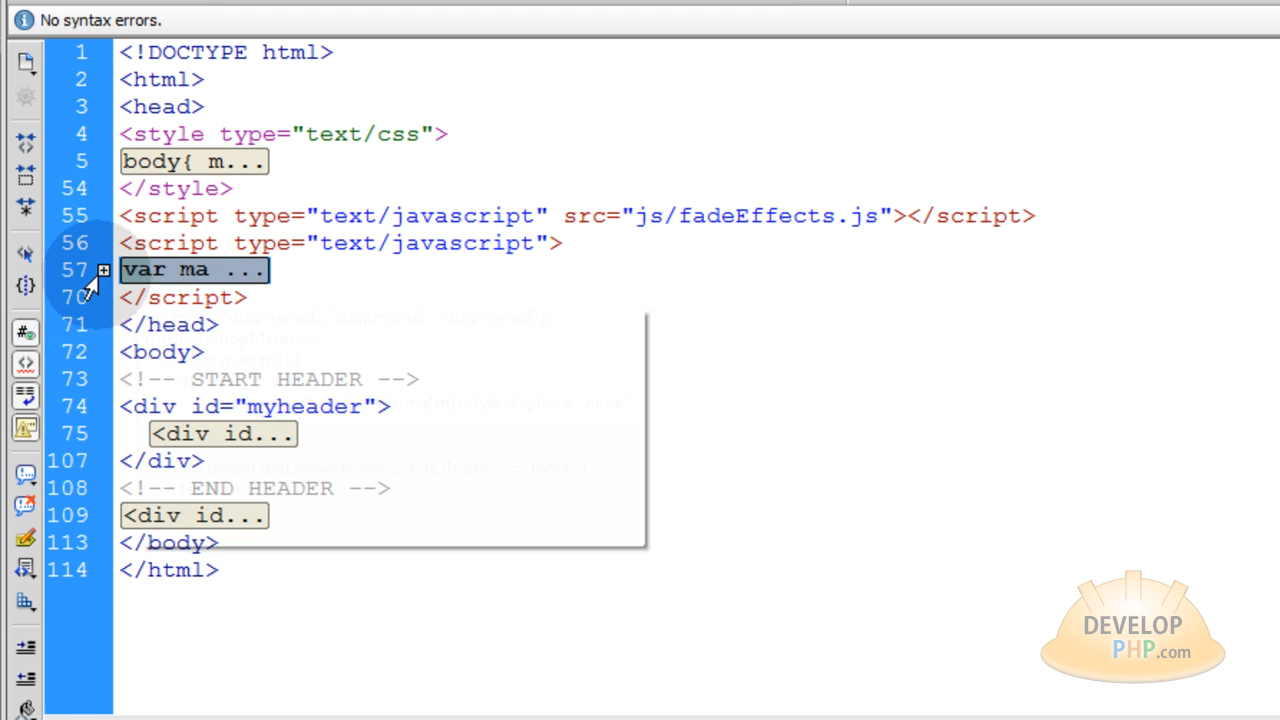 No syntax errors.
1 <!DOCTYPE html>
2 <html>
3 <head>
4 <style type="text/css">
5 body{ m...
54 </style>
55 <script type="text/javascript" src="js/fadeEffects.js"></script>
56 <script type="text/javascript">
57 var ma ...
70 </script>
71 </head>
72 <body>
73 <!-- START HEADER -->
74 <div id="myheader">
75 <div id...
107 </div>
108 <!-- END HEADER -->
109 <div id...
113 </body>
114 </html>
DEVELOP
PHP.com